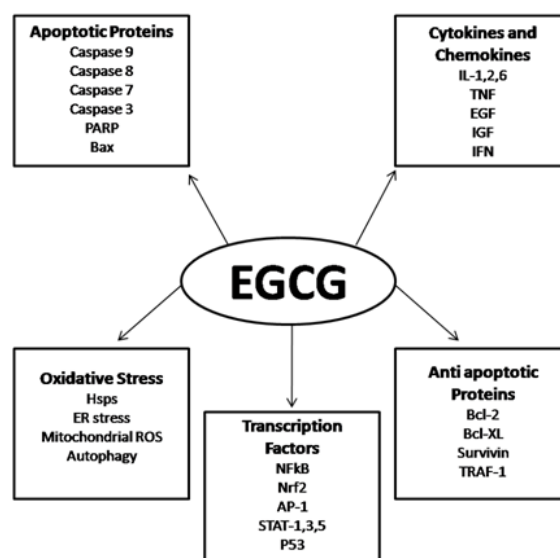 Apoptotic Proteins
Caspase 9
Caspase 8
Caspase 7
Caspase 3
PARP
Bax
Cytokines and
Chemokines
IL-1,2,6
TNF
EGF
IGF
IFN
EGCG
Oxidative Stress
Hsps
ER stress
Mitochondrial ROS
Autophagy
Transcription
Factors
NFkB
Nrf2
AP-1
STAT-1,3,5
P53
Anti apoptotic
Proteins
Bcl-2
Bcl-XL
Survivin
TRAF-1